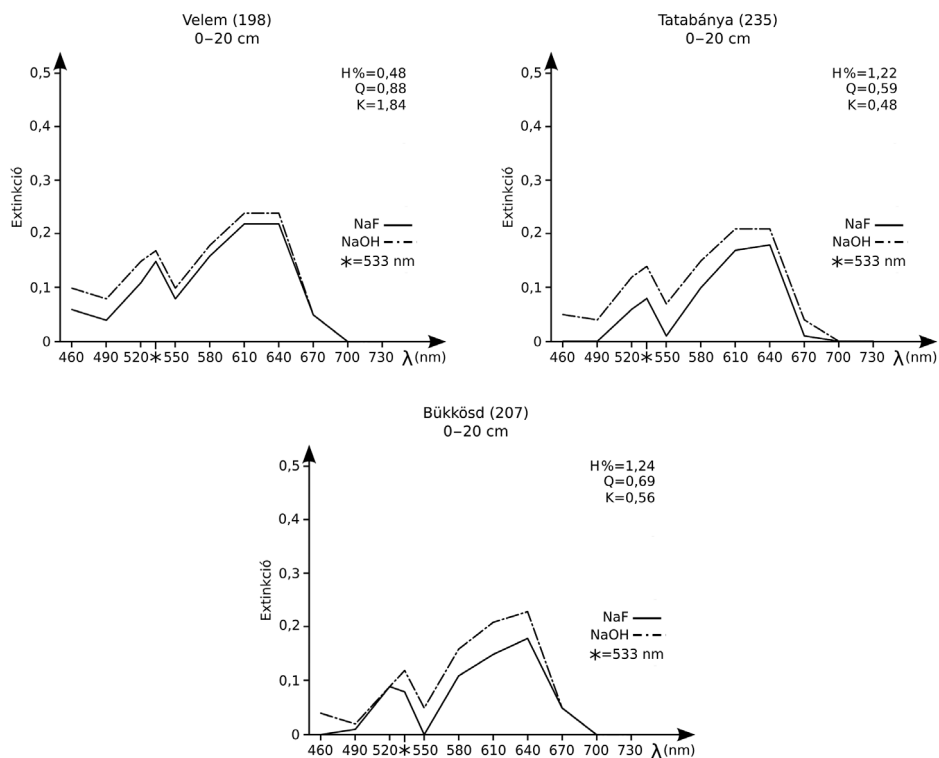 Velem (198)
0–20 cm
0,5
0,4
0,3
0,2
0,1
0
Extinkció
H%=0,48
Q=0,88
K=1,84
NaF
NaOH
*=533 nm
460 490 520 * 550 580 610 640 670 700 730 λ(nm)
Tatabánya (235)
0–20 cm
0,5
0,4
0,3
0,2
0,1
0
Extinkció
H%=1,22
Q=0,59
K=0,48
NaF
NaOH
*=533 nm
460 490 520 * 550 580 610 640 670 700 730 λ(nm)
Bükkösd (207)
0–20 cm
0,5
0,4
0,3
0,2
0,1
0
Extinkció
H%=1,24
Q=0,69
K=0,56
NaF
NaOH
*=533 nm
460 490 520 * 550 580 610 640 670 700 730 λ(nm)